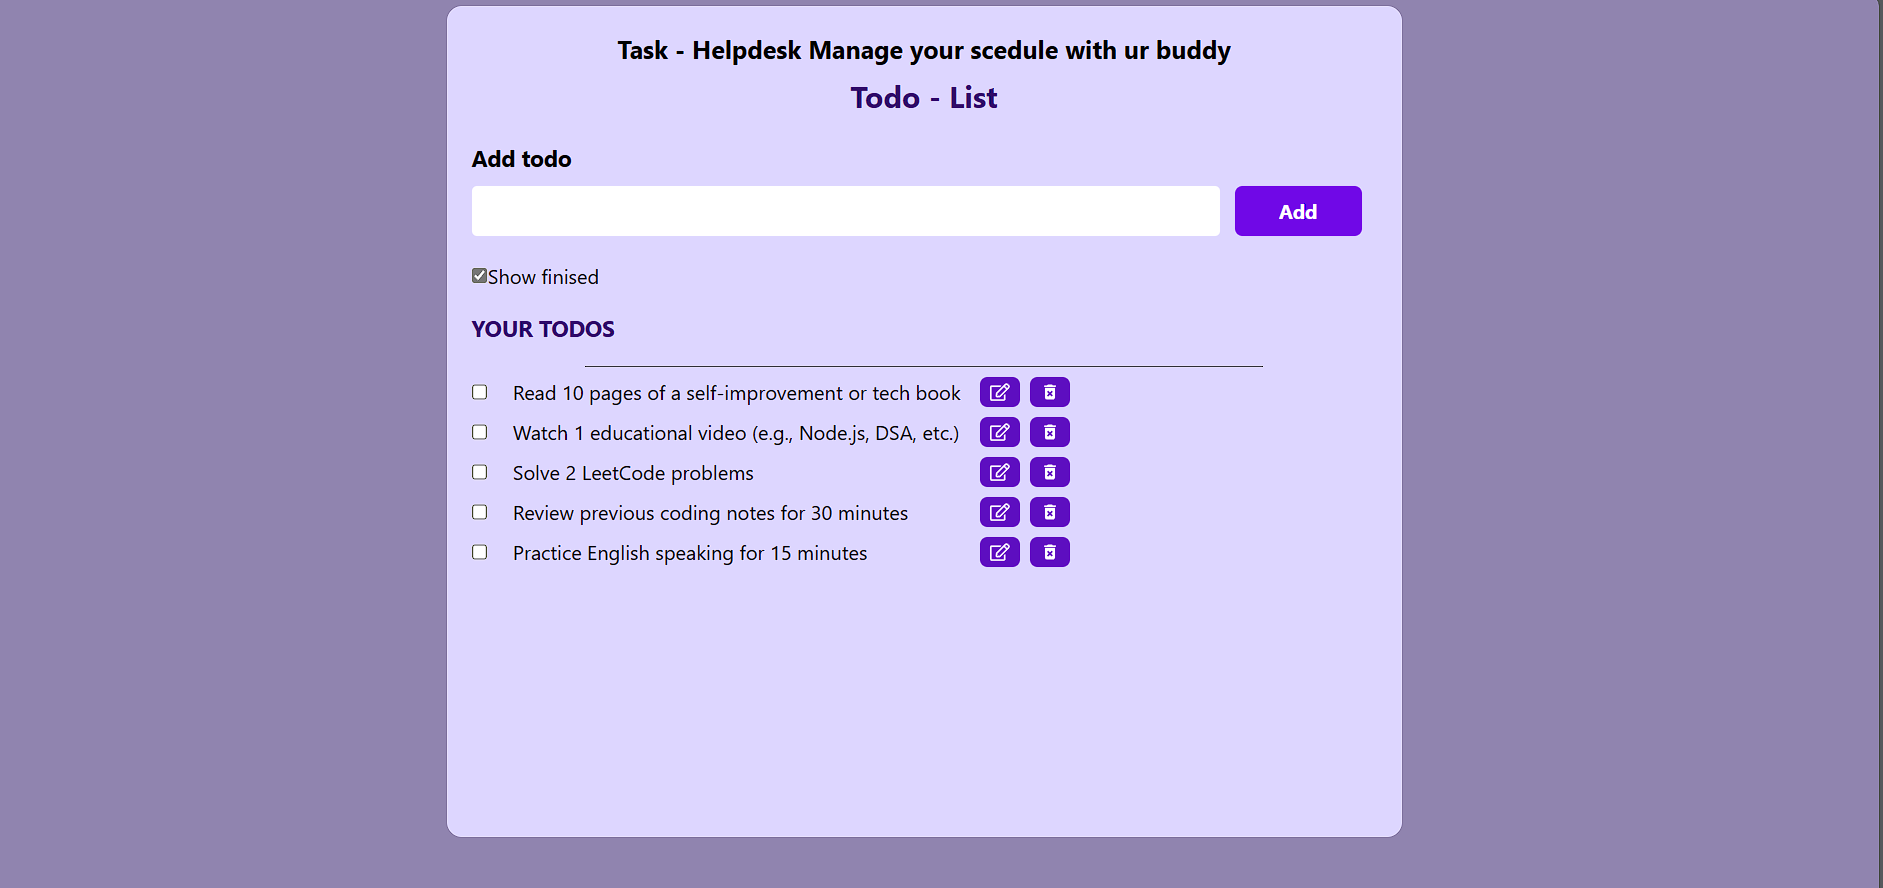 Task - Helpdesk Manage your scedule with ur buddy
Todo - List
Add todo
Add
Show finised
YOUR TODOS
Read 10 pages of a self-improvement or tech book
Watch 1 educational video (e.g., Node.js, DSA, etc.)
Solve 2 LeetCode problems
Review previous coding notes for 30 minutes
Practice English speaking for 15 minutes